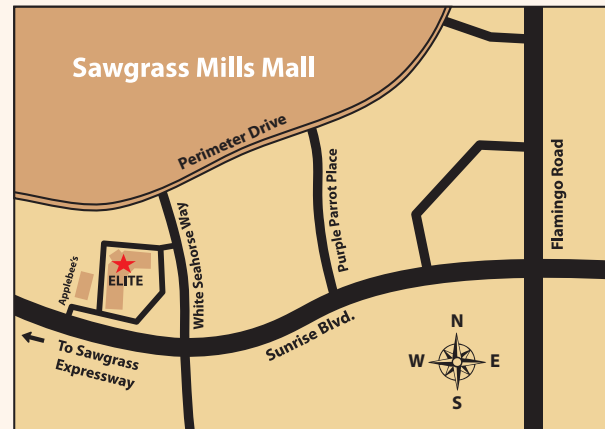 Sawgrass Mills Mall
Perimeter Drive
Flamingo Road
Purple Parrot Place
White Seahorse Way
Applebee's
ELITE
Sunrise Blvd.
To Sawgrass
Expressway
N
W E
S